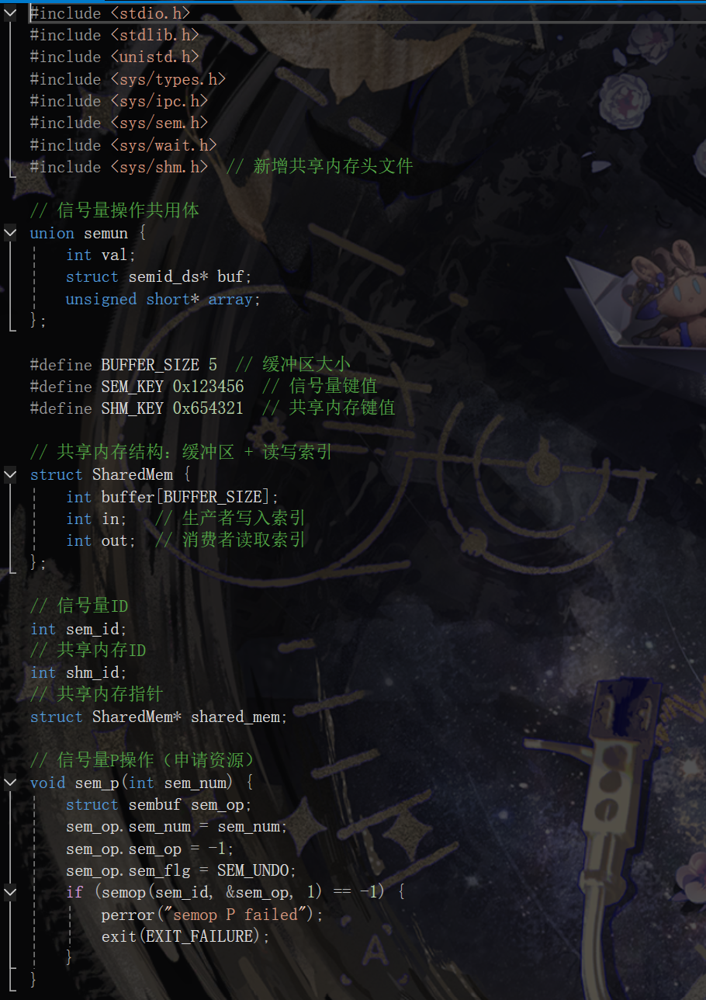 #include <stdio.h>
#include <stdlib.h>
#include <unistd.h>
#include <sys/types.h>
#include <sys/ipc.h>
#include <sys/sem.h>
#include <sys/wait.h>
#include <sys/shm.h>  // 新增共享内存头文件
// 信号量操作共用体
union semun {
    int val;
    struct semid_ds* buf;
    unsigned short* array;
};
#define BUFFER_SIZE 5  // 缓冲区大小
#define SEM_KEY 0x123456  // 信号量键值
#define SHM_KEY 0x654321  // 共享内存键值
// 共享内存结构：缓冲区 + 读写索引
struct SharedMem {
    int buffer[BUFFER_SIZE];
    int in;   // 生产者写入索引
    int out;  // 消费者读取索引
};
// 信号量ID
int sem_id;
// 共享内存ID
int shm_id;
// 共享内存指针
struct SharedMem* shared_mem;
// 信号量P操作（申请资源）
void sem_p(int sem_num) {
    struct sembuf sem_op;
    sem_op.sem_num = sem_num;
    sem_op.sem_op = -1;
    sem_op.sem_flg = SEM_UNDO;
    if (semop(sem_id, &sem_op, 1) == -1) {
        perror("semop P failed");
        exit(EXIT_FAILURE);
    }
}
A